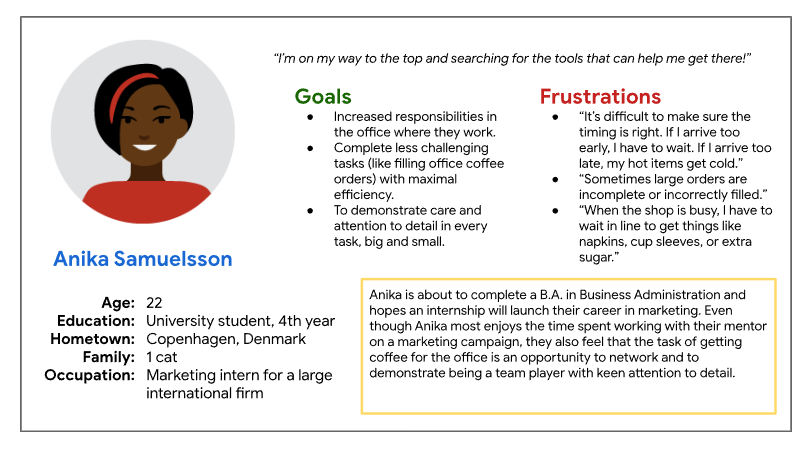 “I’m on my way to the top and searching for the tools that can help me get there!”
Goals
● Increased responsibilities in
the office where they work.
● Complete less challenging
tasks (like filling office coffee
orders) with maximal
efficiency.
● To demonstrate care and
attention to detail in every
task, big and small.
Frustrations
● “It’s difficult to make sure the
timing is right. If I arrive too
early, I have to wait. If I arrive too
late, my hot items get cold.”
● “Sometimes large orders are
incomplete or incorrectly filled.”
● “When the shop is busy, I have to
wait in line to get things like
napkins, cup sleeves, or extra
sugar.”
Anika Samuelsson
Age: 22
Education: University student, 4th year
Hometown: Copenhagen, Denmark
Family: 1 cat
Occupation: Marketing intern for a large
international firm
Anika is about to complete a B.A. in Business Administration and
hopes an internship will launch their career in marketing. Even
though Anika most enjoys the time spent working with their mentor
on a marketing campaign, they also feel that the task of getting
coffee for the office is an opportunity to network and to
demonstrate being a team player with keen attention to detail.